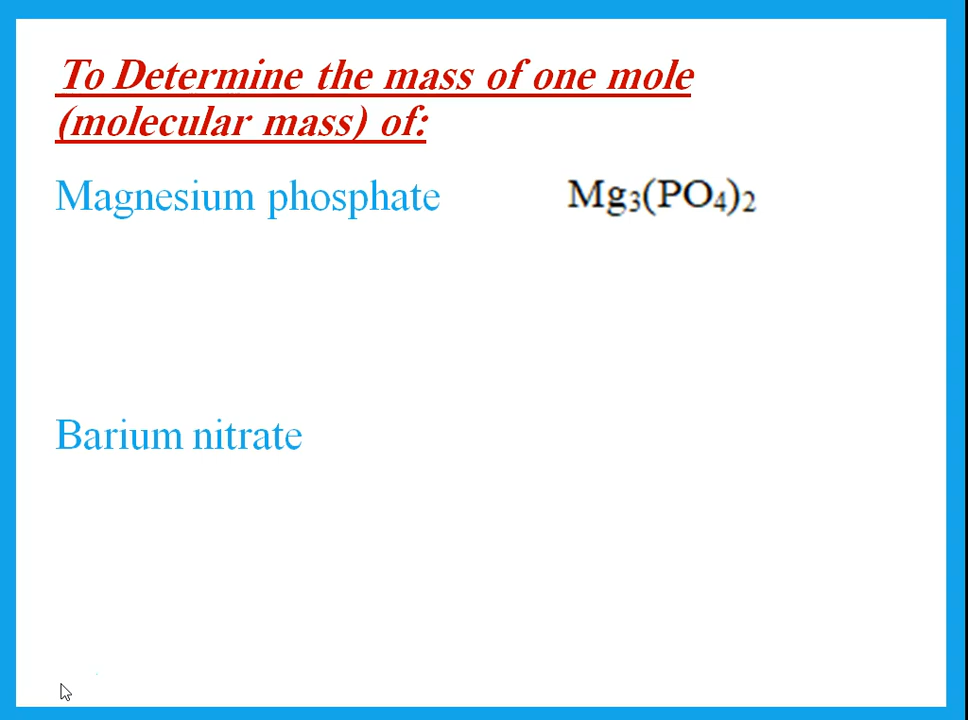 To Determine the mass of one mole
(molecular mass) of:
Magnesium phosphate Mg₃(PO₄)₂
Barium nitrate